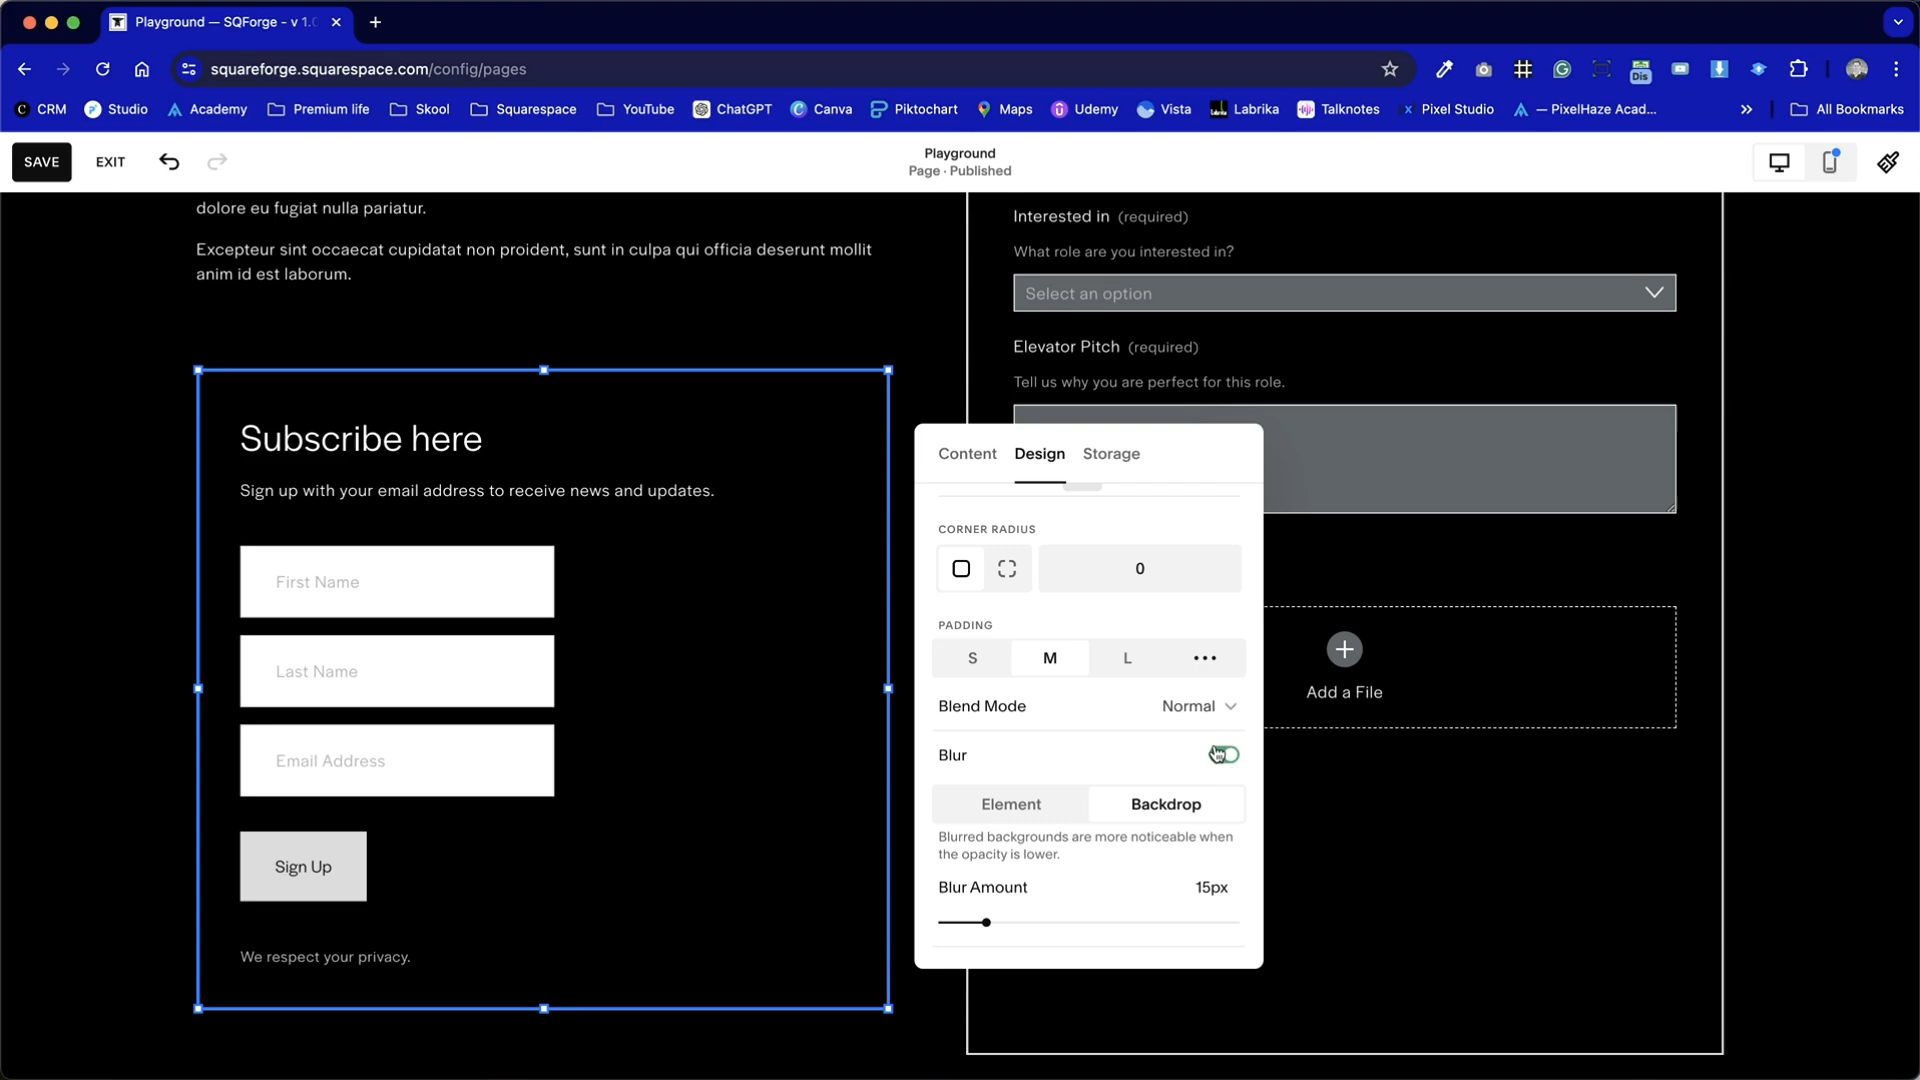 Playground — SQForge - v 1.0
squareforge.squarespace.com/config/pages
Dis
CRM Studio Academy Premium life Skool Squarespace YouTube ChatGPT Canva Piktochart Maps Udemy Vista Labrika Talknotes Pixel Studio — PixelHaze Acad... » All Bookmarks
SAVE EXIT
Playground
Page · Published
dolore eu fugiat nulla pariatur.
Excepteur sint occaecat cupidatat non proident, sunt in culpa qui officia deserunt mollit
anim id est laborum.
Subscribe here
Sign up with your email address to receive news and updates.
First Name
Last Name
Email Address
Sign Up
We respect your privacy.
Interested in (required)
What role are you interested in?
Select an option
Elevator Pitch (required)
Tell us why you are perfect for this role.
Add a File
Content Design Storage
CORNER RADIUS
0
PADDING
S M L •••
Blend Mode Normal
Blur
Element Backdrop
Blurred backgrounds are more noticeable when
the opacity is lower.
Blur Amount 15px